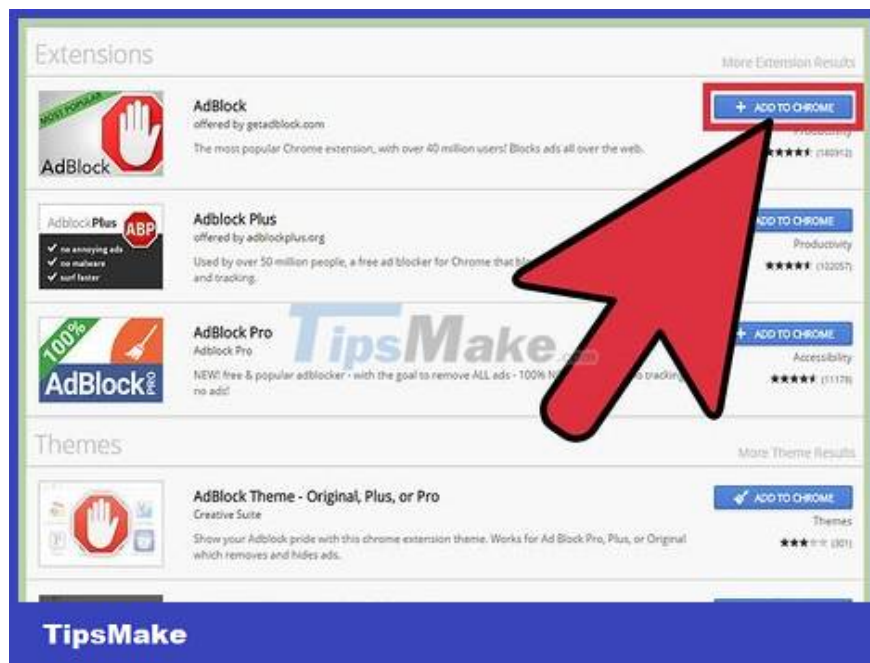 Extensions
More Extension Results
MOST POPULAR
AdBlock
AdBlock
offered by getadblock.com
The most popular Chrome extension, with over 40 million users! Blocks ads all over the web.
+ ADD TO CHROME
Productivity
Adblock Plus
ABP
no annoying ads
no malware
surf faster
Adblock Plus
offered by adblockplus.org
Used by over 50 million people, a free ad blocker for Chrome that
and tracking.
ADD TO CHROME
Productivity
(102057)
100%
AdBlock PRO
AdBlock Pro
Adblock Pro
NEW! free & popular adblocker - with the goal to remove ALL ads - 100%
tracking
no ads!
+ ADD TO CHROME
Accessibility
TipsMake.com
Themes
More Theme Results
AdBlock Theme - Original, Plus, or Pro
Creative Suite
Show your Adblock pride with this chrome extension theme. Works for Ad Block Pro, Plus, or Original
which removes and hides ads.
ADD TO CHROME
Themes
(301)
TipsMake